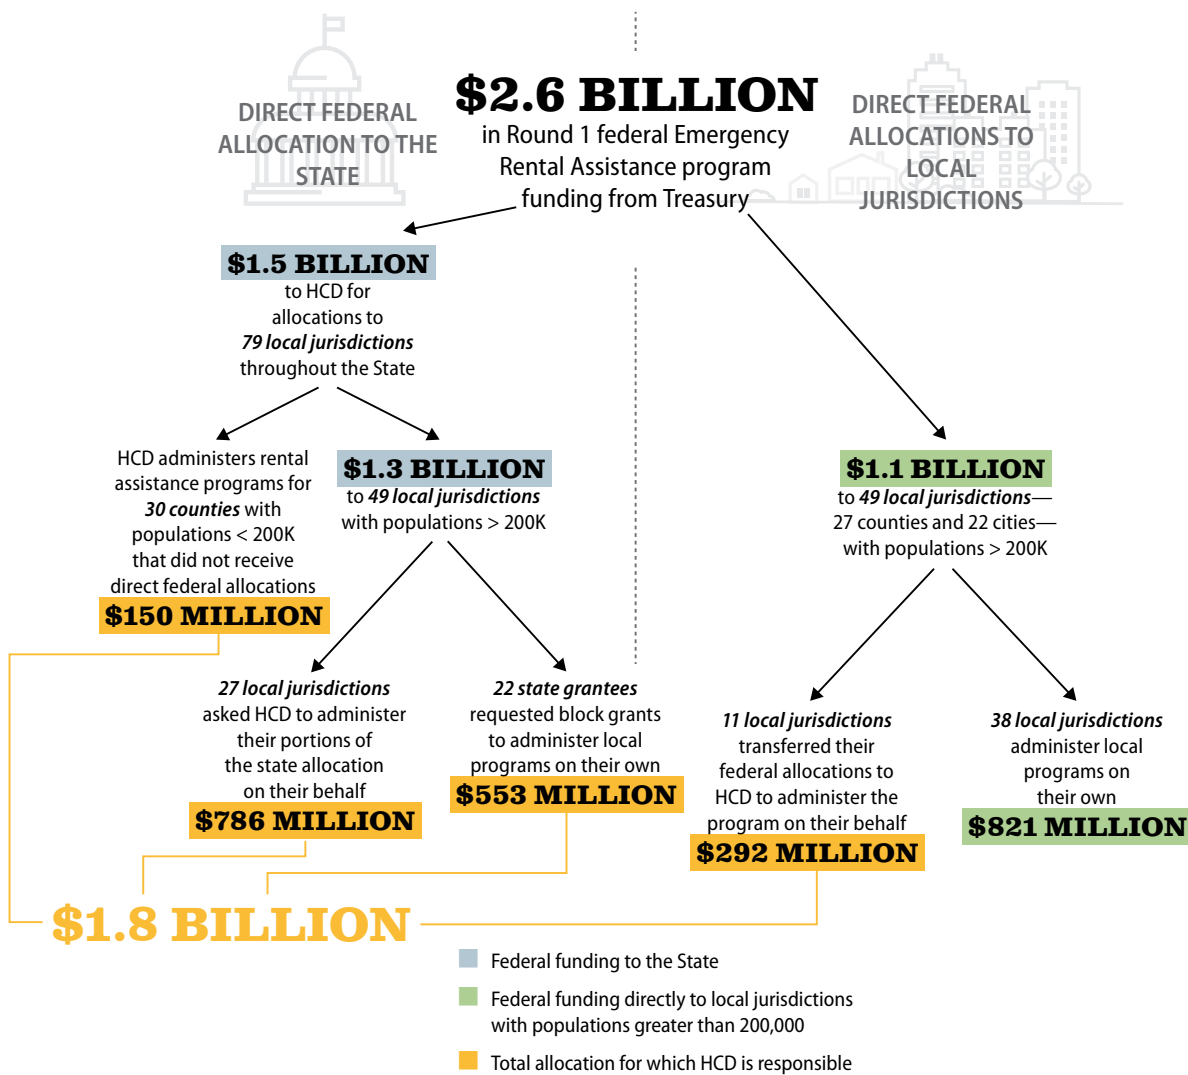 DIRECT FEDERAL
ALLOCATION TO THE
STATE
$2.6 BILLION
in Round 1 federal Emergency
Rental Assistance program
funding from Treasury
DIRECT FEDERAL
ALLOCATIONS TO
LOCAL
JURISDICTIONS
$1.5 BILLION
to HCD for
allocations to
79 local jurisdictions
throughout the State
HCD administers rental
assistance programs for
30 counties with
populations < 200K
that did not receive
direct federal allocations
$150 MILLION
$1.3 BILLION
to 49 local jurisdictions
with populations > 200K
$1.1 BILLION
to 49 local jurisdictions—
27 counties and 22 cities—
with populations > 200K
27 local jurisdictions
asked HCD to administer
their portions of
the state allocation
on their behalf
$786 MILLION
22 state grantees
requested block grants
to administer local
programs on their own
$553 MILLION
11 local jurisdictions
transferred their
federal allocations to
HCD to administer the
program on their behalf
$292 MILLION
38 local jurisdictions
administer local
programs on
their own
$821 MILLION
$1.8 BILLION
Federal funding to the State
Federal funding directly to local jurisdictions
with populations greater than 200,000
Total allocation for which HCD is responsible